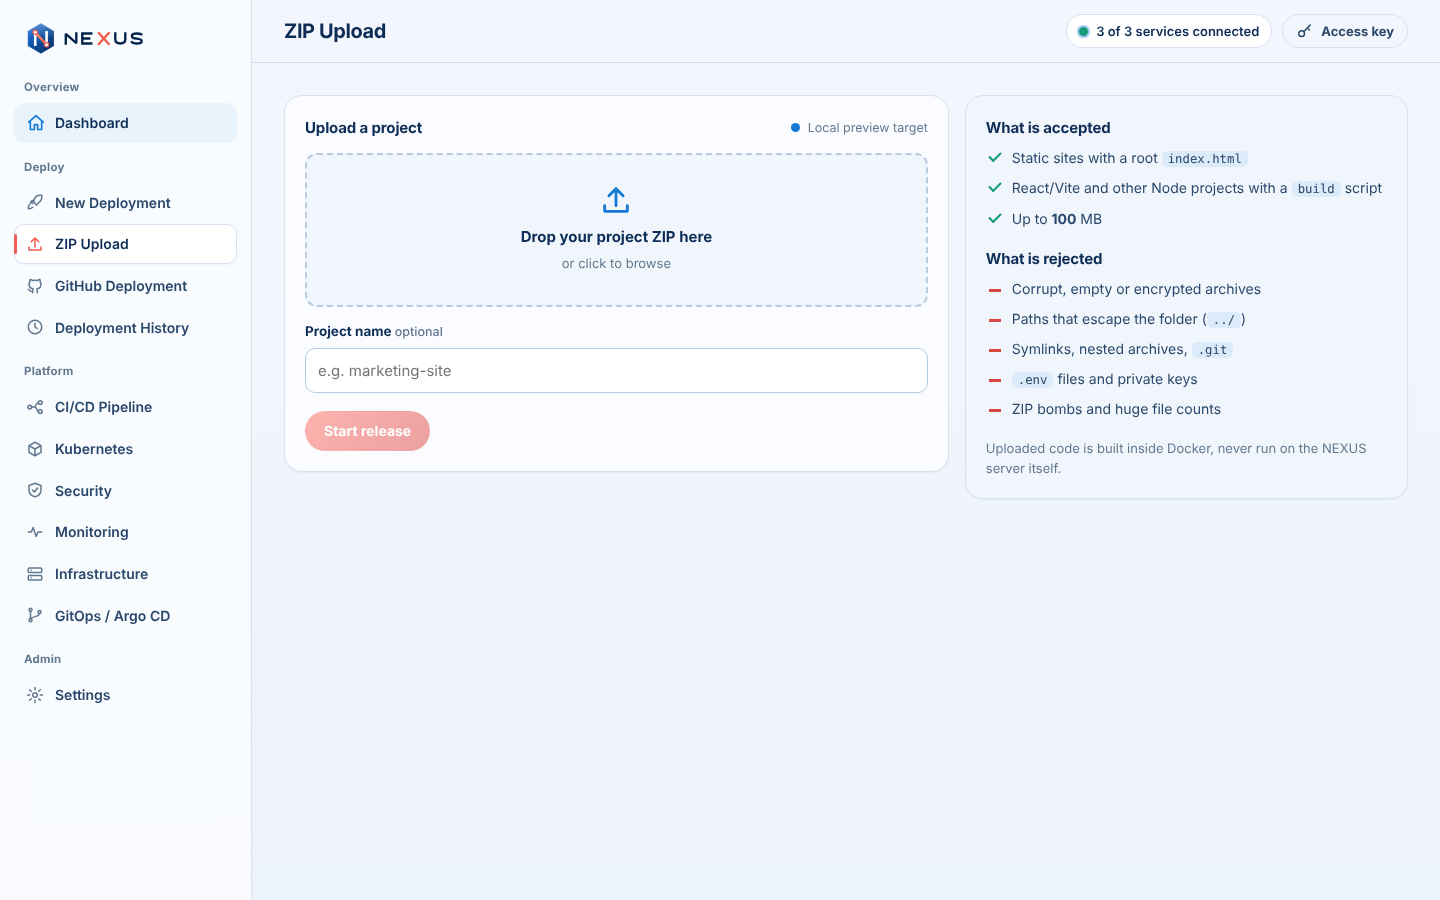 NEXUS
Overview
Dashboard
Deploy
New Deployment
ZIP Upload
GitHub Deployment
Deployment History
Platform
CI/CD Pipeline
Kubernetes
Security
Monitoring
Infrastructure
GitOps / Argo CD
Admin
Settings
ZIP Upload
3 of 3 services connected
Access key
Upload a project
Local preview target
Drop your project ZIP here
or click to browse
Project name optional
e.g. marketing-site
Start release
What is accepted
Static sites with a root index.html
React/Vite and other Node projects with a build script
Up to 100 MB
What is rejected
Corrupt, empty or encrypted archives
Paths that escape the folder ( ../ )
Symlinks, nested archives, .git
.env files and private keys
ZIP bombs and huge file counts
Uploaded code is built inside Docker, never run on the NEXUS
server itself.